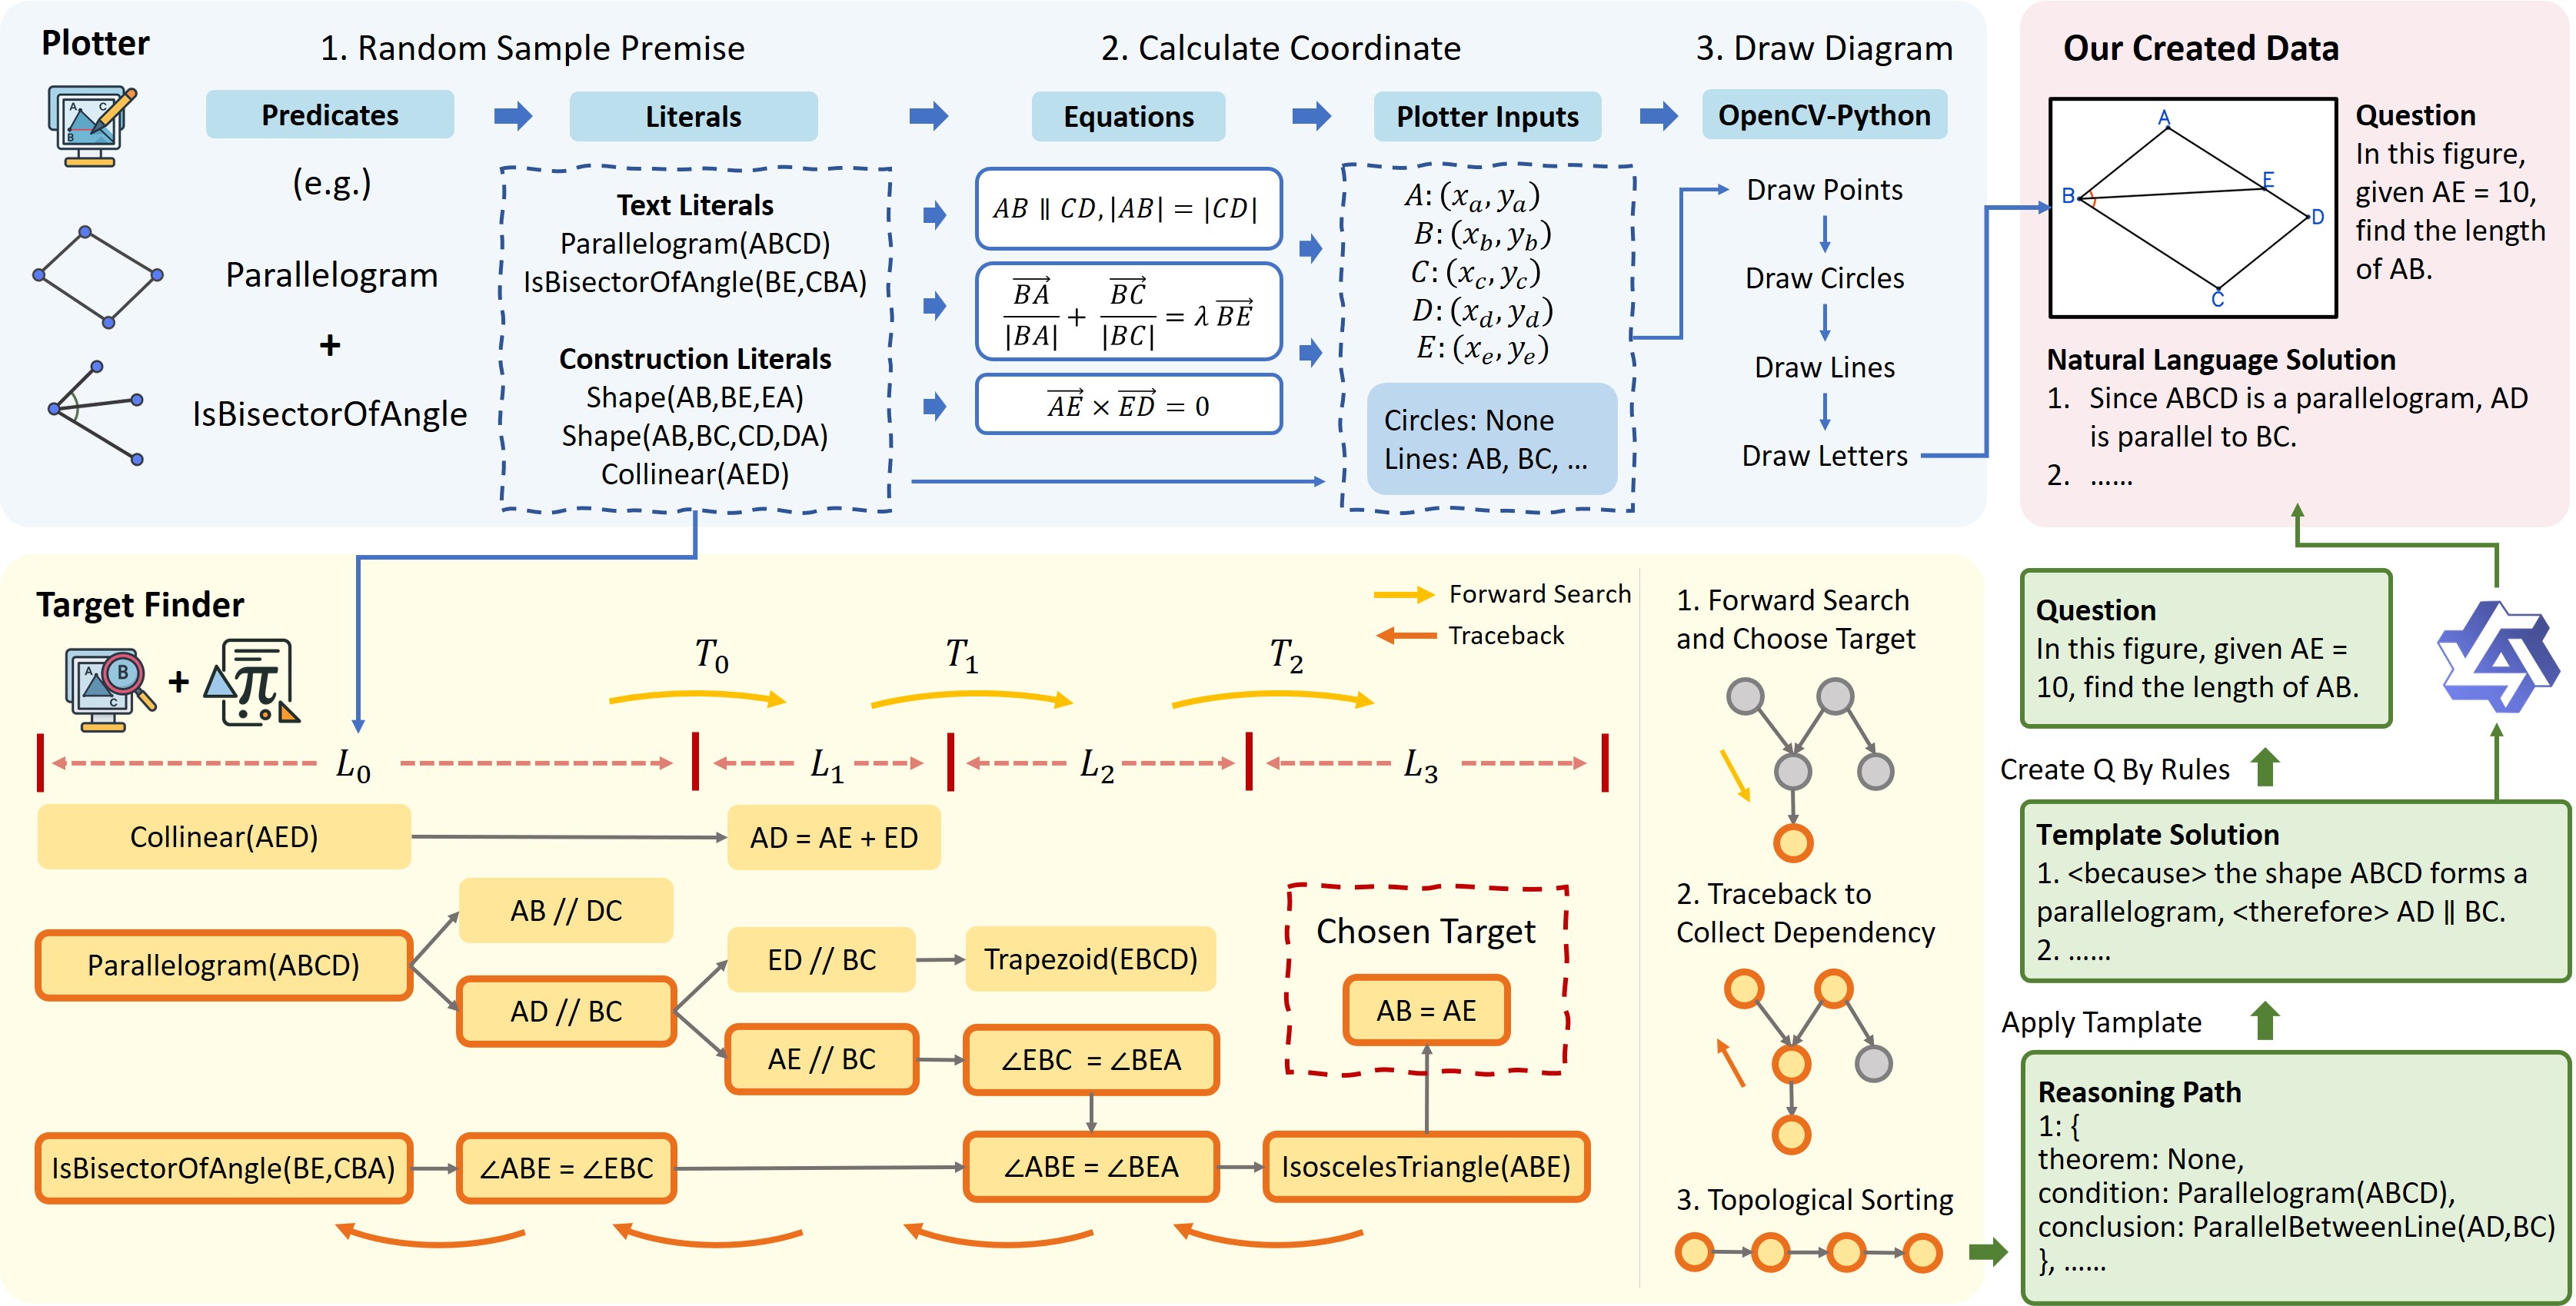 Plotter
1. Random Sample Premise
2. Calculate Coordinate
3. Draw Diagram
Predicates
Literals
Equations
Plotter Inputs
OpenCV-Python
(e.g.)
Parallelogram
+
IsBisectorOfAngle
Text Literals
Parallelogram(ABCD)
IsBisectorOfAngle(BE,CBA)
Construction Literals
Shape(AB,BE,EA)
Shape(AB,BC,CD,DA)
Collinear(AED)
AB ∥ CD, |AB| = |CD|
\frac{\overrightarrow{BA}}{|BA|} + \frac{\overrightarrow{BC}}{|BC|} = λ \overrightarrow{BE}
\overrightarrow{AE} × \overrightarrow{ED} = 0
A: (x_a, y_a)
B: (x_b, y_b)
C: (x_c, y_c)
D: (x_d, y_d)
E: (x_e, y_e)
Circles: None
Lines: AB, BC, ...
Draw Points
Draw Circles
Draw Lines
Draw Letters
Our Created Data
A
B
E
D
C
Question
In this figure,
given AE = 10,
find the length
of AB.
Natural Language Solution
1. Since ABCD is a parallelogram, AD
is parallel to BC.
2. ......
Target Finder
A
B
C
+
π
Forward Search
Traceback
T_0
T_1
T_2
L_0
L_1
L_2
L_3
Collinear(AED)
AD = AE + ED
Parallelogram(ABCD)
AB // DC
AD // BC
ED // BC
Trapezoid(EBCD)
AE // BC
∠EBC = ∠BEA
Chosen Target
AB = AE
IsBisectorOfAngle(BE,CBA)
∠ABE = ∠EBC
∠ABE = ∠BEA
IsoscelesTriangle(ABE)
1. Forward Search
and Choose Target
2. Traceback to
Collect Dependency
3. Topological Sorting
Question
In this figure, given AE =
10, find the length of AB.
Create Q By Rules
Template Solution
1. <because> the shape ABCD forms a
parallelogram, <therefore> AD ∥ BC.
2. ......
Apply Tamplate
Reasoning Path
1: {
theorem: None,
condition: Parallelogram(ABCD),
conclusion: ParallelBetweenLine(AD,BC)
}, ......